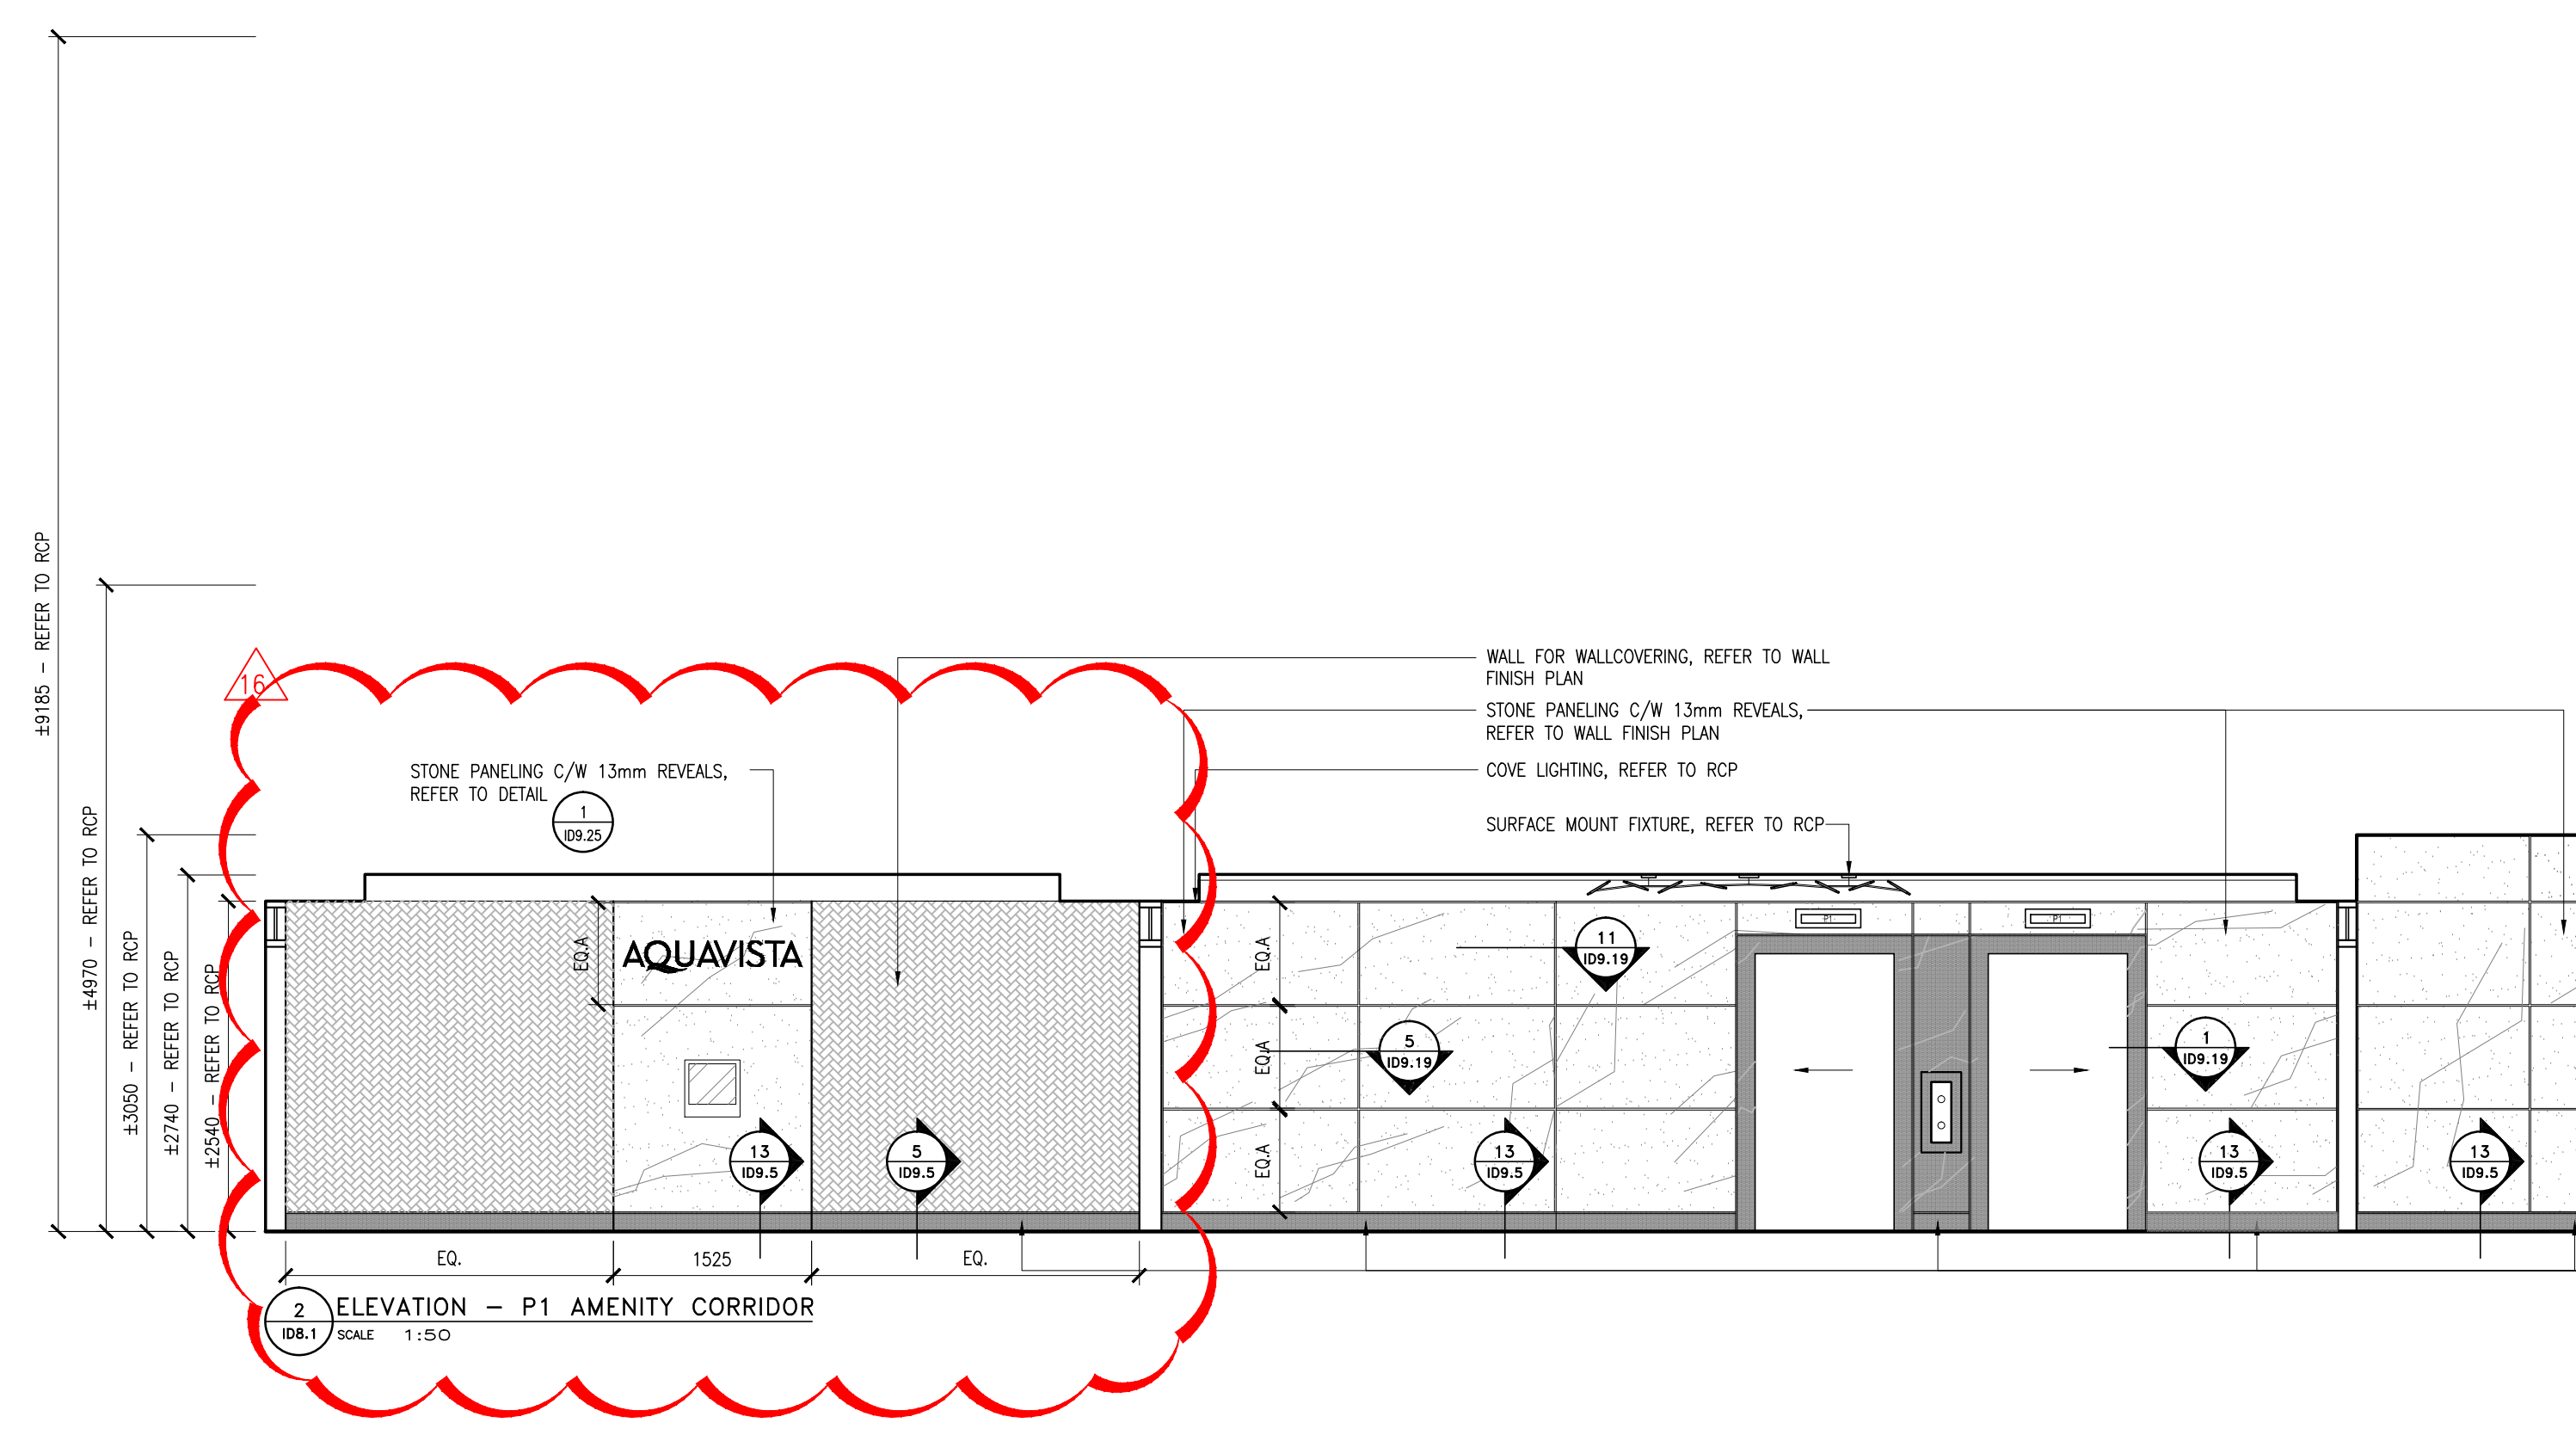 ±9185 – REFER TO RCP
±4970 – REFER TO RCP
±3050 – REFER TO RCP
±2740 – REFER TO RCP
±2540 – REFER TO RCP
16
WALL FOR WALLCOVERING, REFER TO WALL
FINISH PLAN
STONE PANELING C/W 13mm REVEALS,
REFER TO WALL FINISH PLAN
COVE LIGHTING, REFER TO RCP
SURFACE MOUNT FIXTURE, REFER TO RCP
STONE PANELING C/W 13mm REVEALS,
REFER TO DETAIL
1
ID9.25
EQ.A
AQUAVISTA
13
ID9.5
5
ID9.5
EQ.A
EQ.A
EQ.A
11
ID9.19
5
ID9.19
13
ID9.5
P1
P1
1
ID9.19
13
ID9.5
13
ID9.5
EQ.
1525
EQ.
2
ID8.1
ELEVATION – P1 AMENITY CORRIDOR
SCALE 1:50